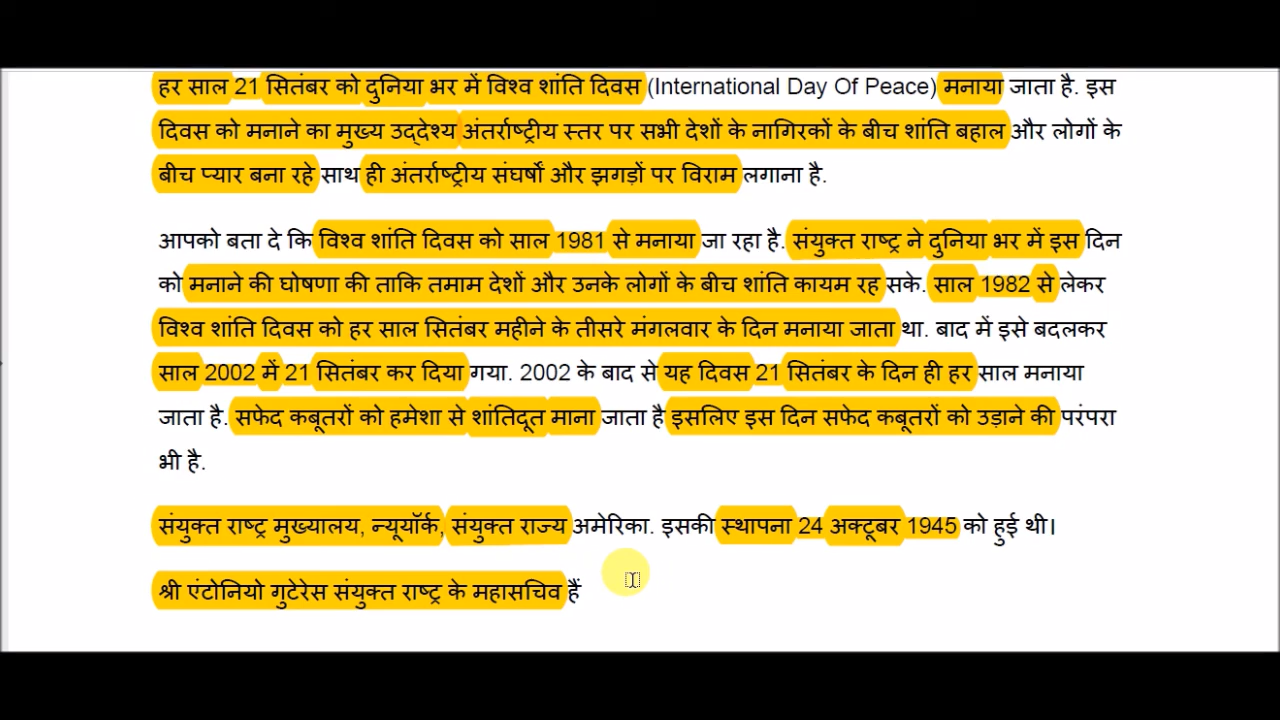 हर साल 21 सितंबर को दुनिया भर में विश्व शांति दिवस (International Day Of Peace) मनाया जाता है. इस
दिवस को मनाने का मुख्य उद्देश्य अंतर्राष्ट्रीय स्तर पर सभी देशों के नागिरकों के बीच शांति बहाल और लोगों के
बीच प्यार बना रहे साथ ही अंतर्राष्ट्रीय संघर्षों और झगड़ों पर विराम लगाना है.
आपको बता दे कि विश्व शांति दिवस को साल 1981 से मनाया जा रहा है. संयुक्त राष्ट्र ने दुनिया भर में इस दिन
को मनाने की घोषणा की ताकि तमाम देशों और उनके लोगों के बीच शांति कायम रह सके. साल 1982 से लेकर
विश्व शांति दिवस को हर साल सितंबर महीने के तीसरे मंगलवार के दिन मनाया जाता था. बाद में इसे बदलकर
साल 2002 में 21 सितंबर कर दिया गया. 2002 के बाद से यह दिवस 21 सितंबर के दिन ही हर साल मनाया
जाता है. सफेद कबूतरों को हमेशा से शांतिदूत माना जाता है इसलिए इस दिन सफेद कबूतरों को उड़ाने की परंपरा
भी है.
संयुक्त राष्ट्र मुख्यालय, न्यूयॉर्क, संयुक्त राज्य अमेरिका. इसकी स्थापना 24 अक्टूबर 1945 को हुई थी।
श्री एंटोनियो गुटेरेस संयुक्त राष्ट्र के महासचिव हैं